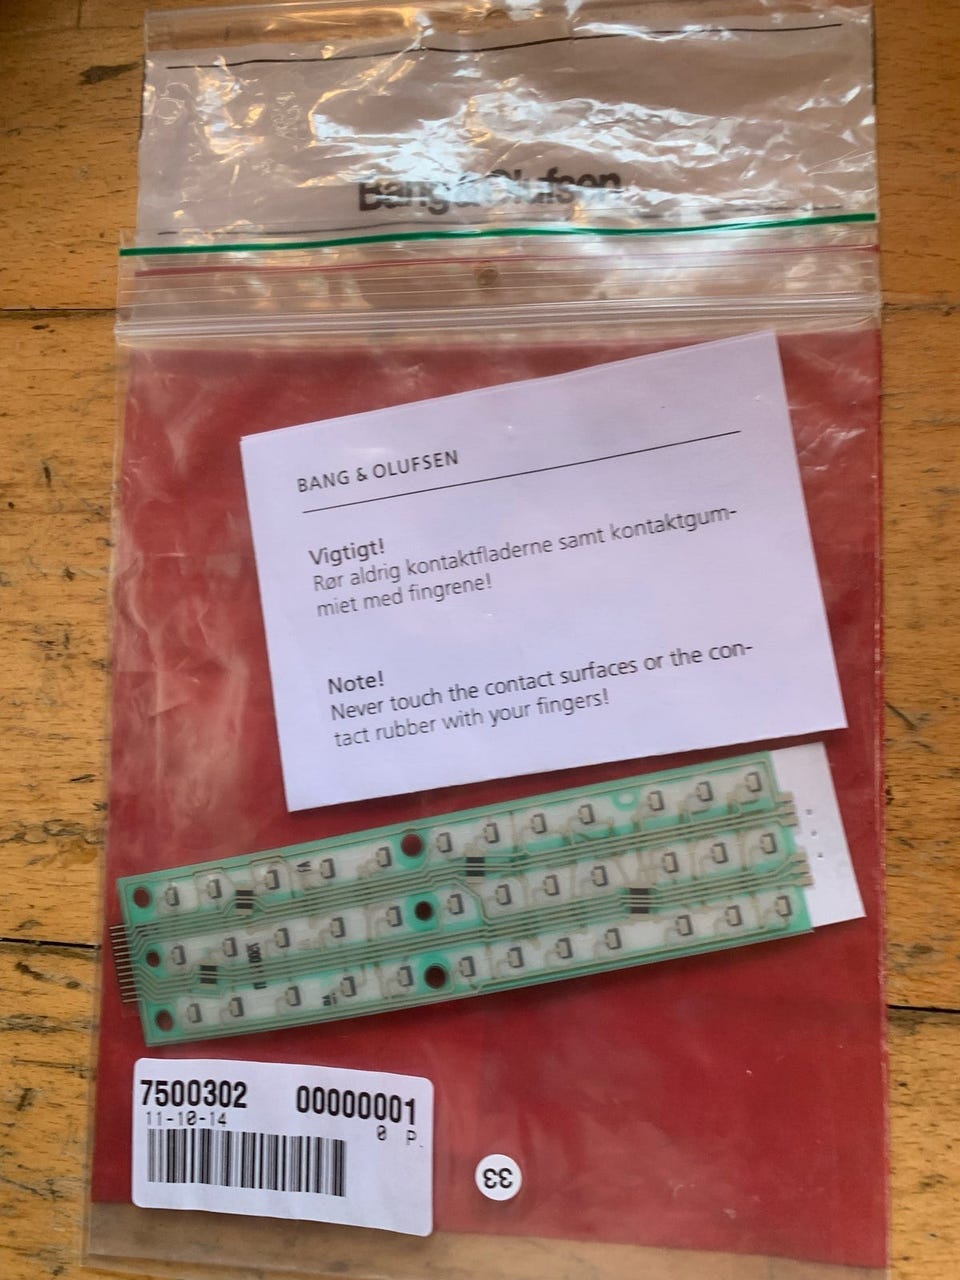 Bang & Olufsen
BANG & OLUFSEN
Vigtigt!
Rør aldrig kontaktfladerne samt kontaktgum-
miet med fingrene!
Note!
Never touch the contact surfaces or the con-
tact rubber with your fingers!
7500302 00000001
11-10-14 0 P.
33